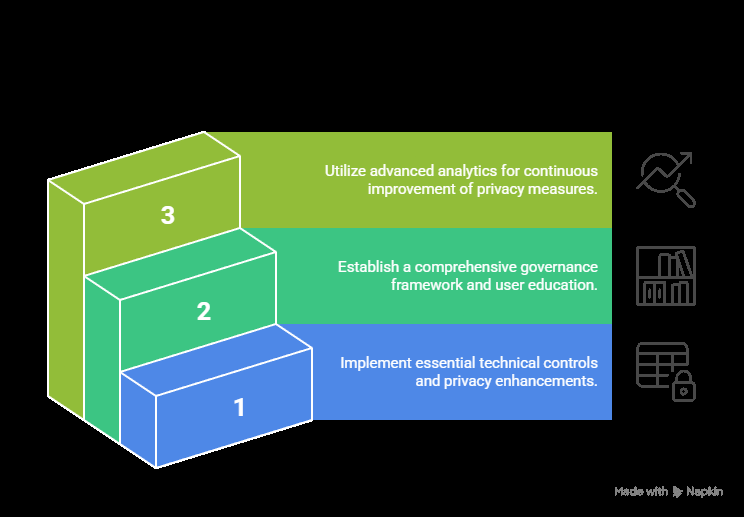 Utilize advanced analytics for continuous
improvement of privacy measures.
3
Establish a comprehensive governance
framework and user education.
2
Implement essential technical controls
and privacy enhancements.
1
Made with Napkin